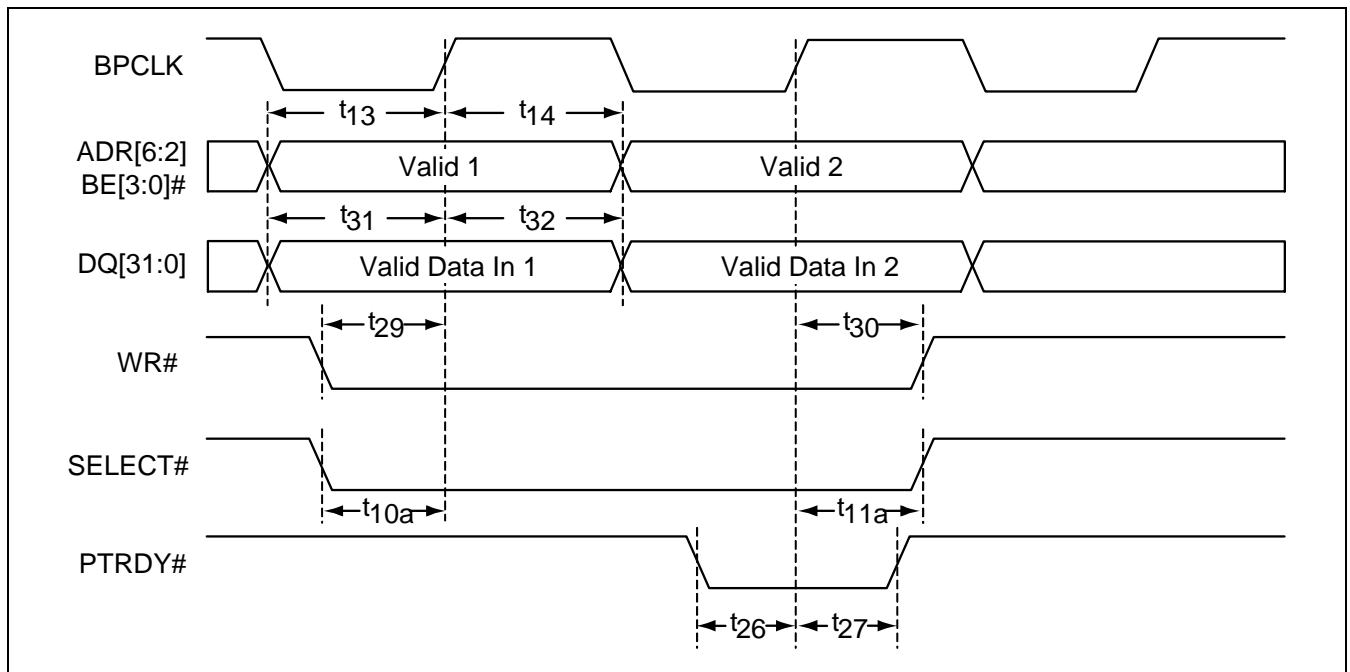 BPCLK
t13
t14
ADR[6:2]
BE[3:0]#
Valid 1
Valid 2
t31
t32
DQ[31:0]
Valid Data In 1
Valid Data In 2
t29
t30
WR#
SELECT#
t10a
t11a
PTRDY#
t26
t27